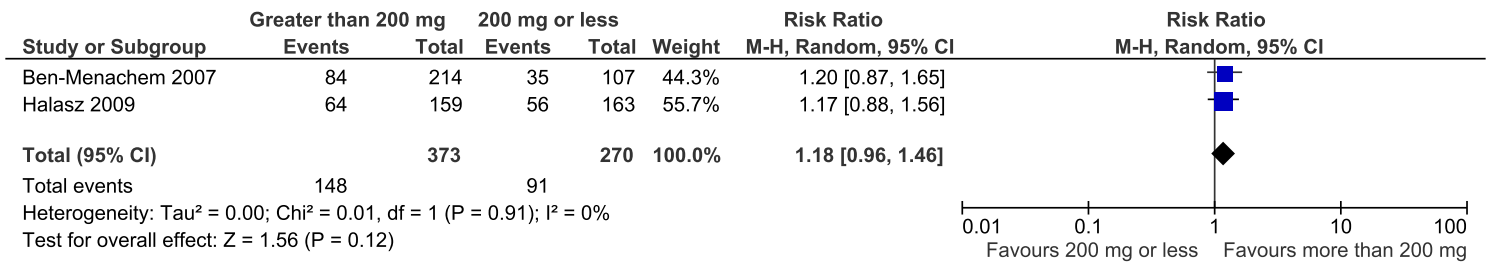 Greater than 200 mg 200 mg or less Risk Ratio Risk Ratio
Study or Subgroup Events Total Events Total Weight M-H, Random, 95% CI M-H, Random, 95% CI
Ben-Menachem 2007 84 214 35 107 44.3% 1.20 [0.87, 1.65]
Halasz 2009 64 159 56 163 55.7% 1.17 [0.88, 1.56]
Total (95% CI) 373 270 100.0% 1.18 [0.96, 1.46]
Total events 148 91
Heterogeneity: Tau² = 0.00; Chi² = 0.01, df = 1 (P = 0.91); I² = 0%
Test for overall effect: Z = 1.56 (P = 0.12)
0.01 0.1 1 10 100
Favours 200 mg or less Favours more than 200 mg